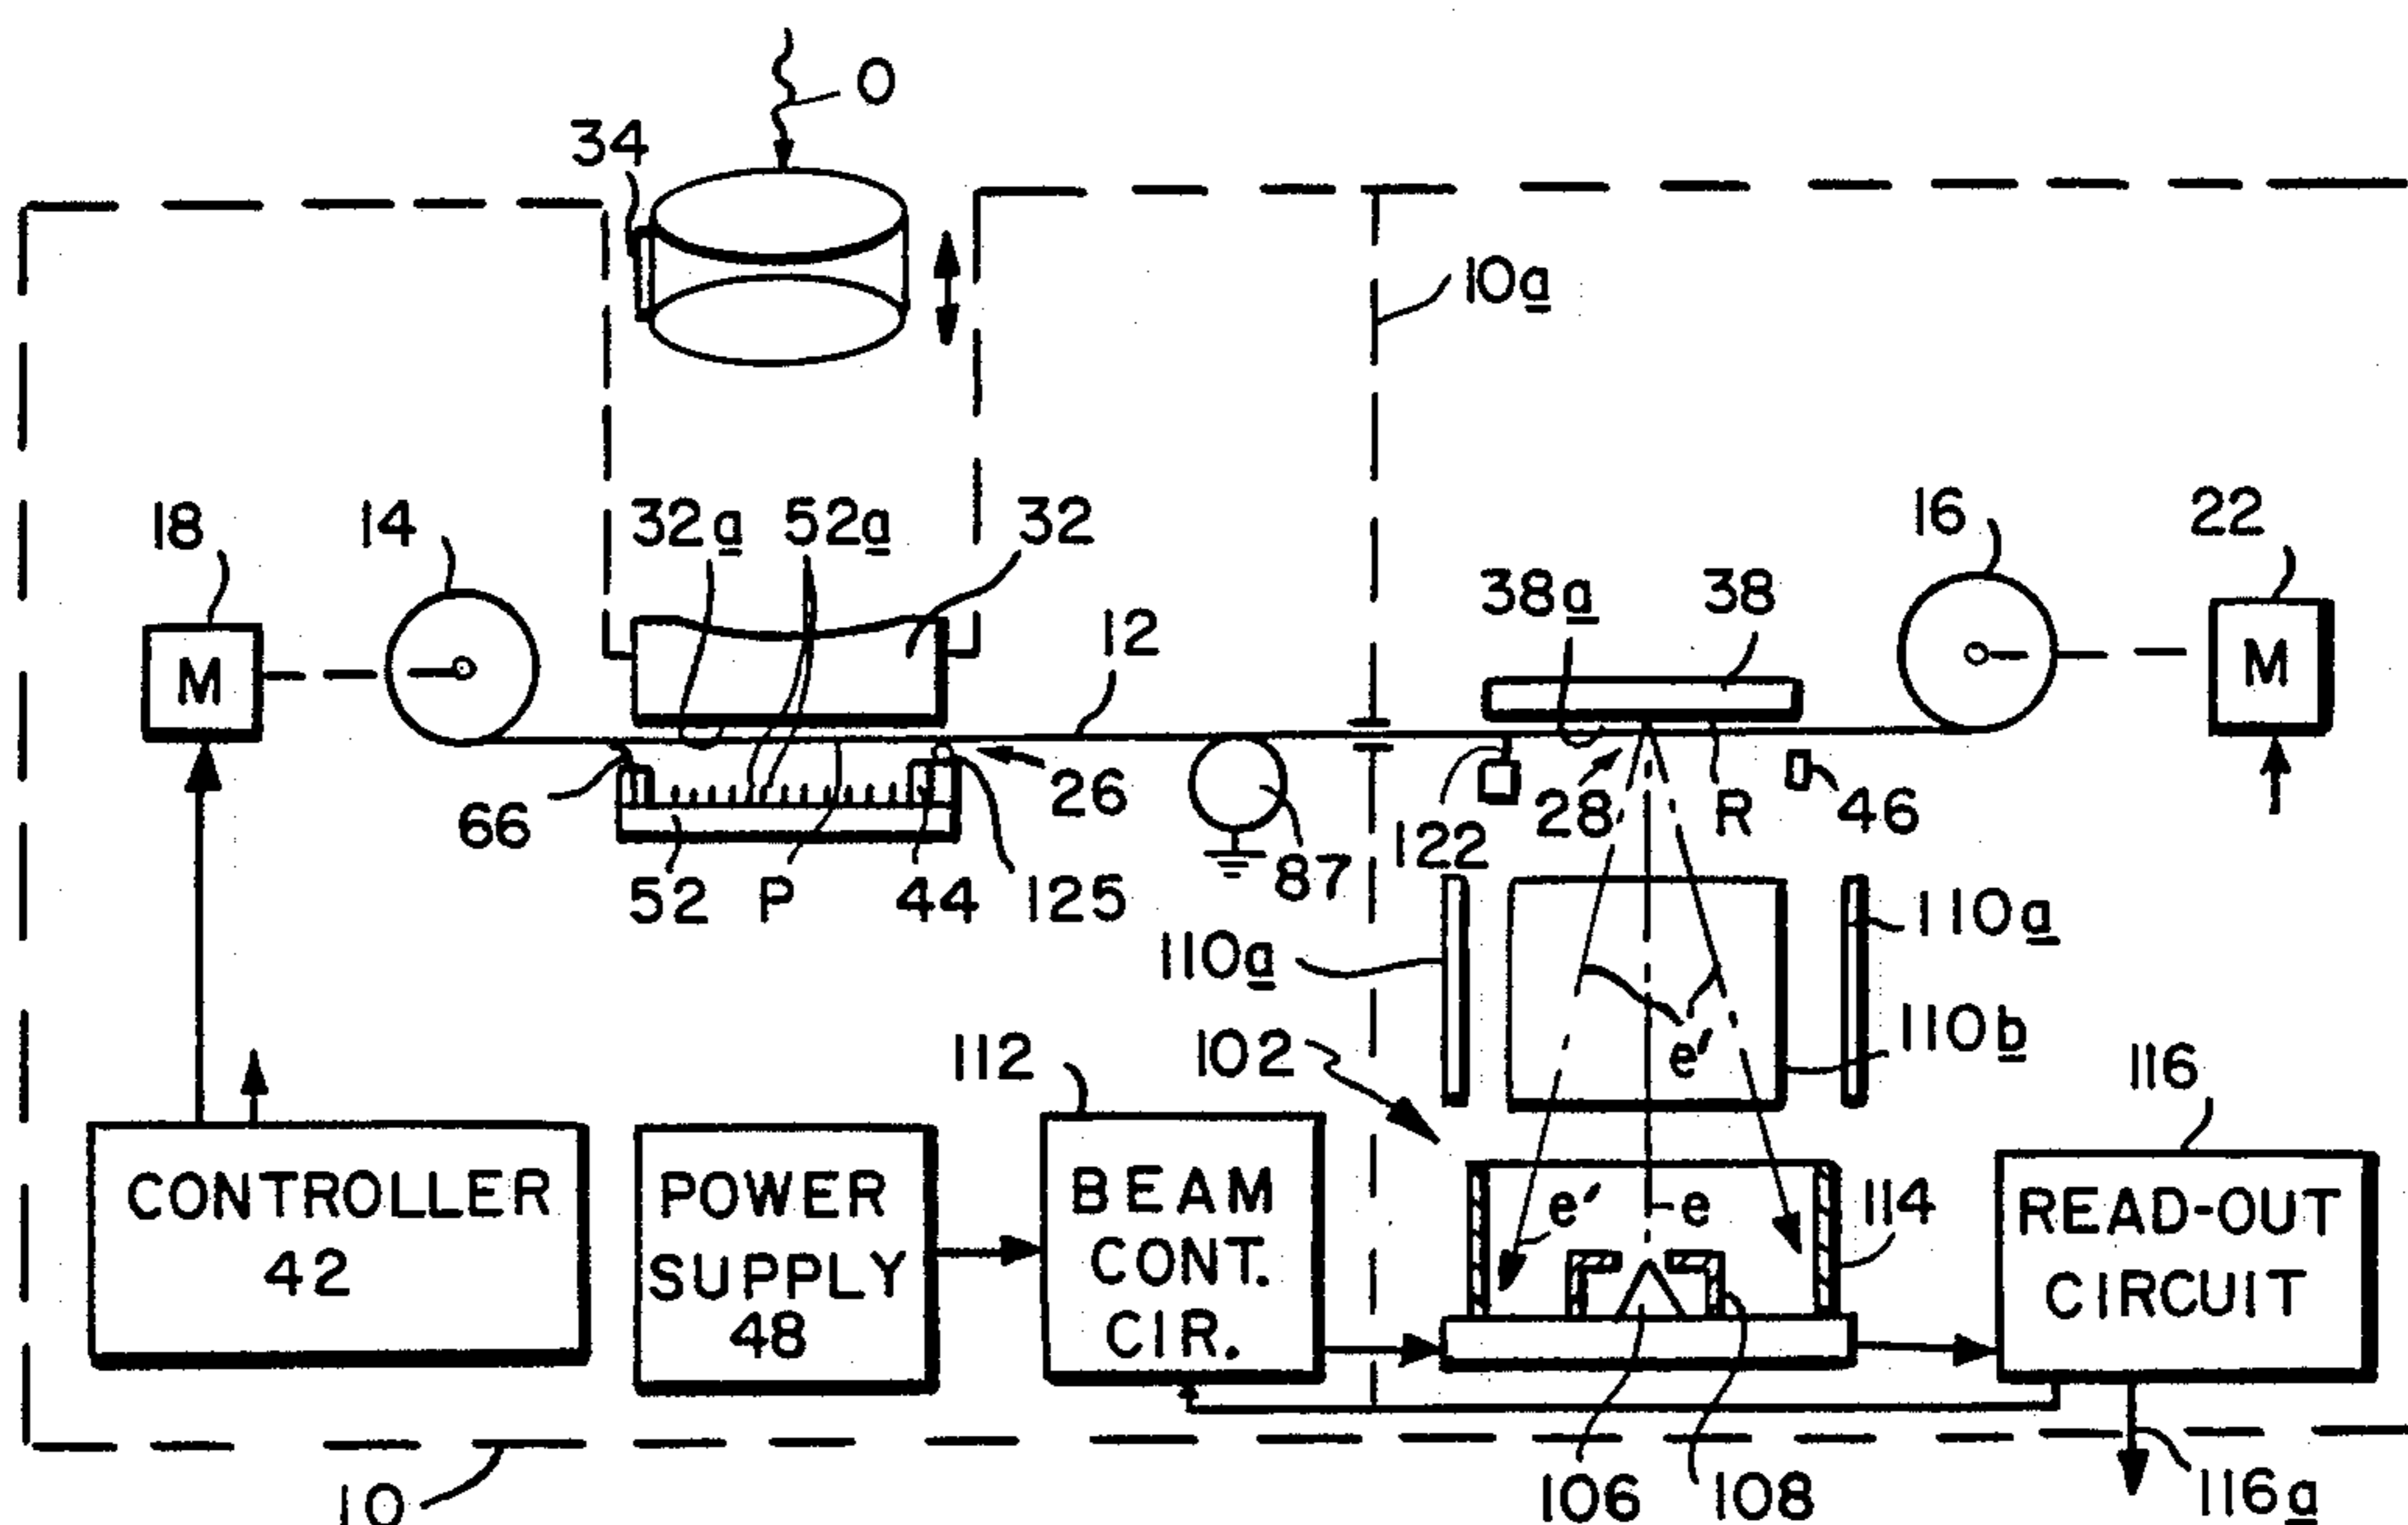 O
34
10a
18
14
32a
52a
32
12
38a
38
16
22
M
M
66
52
P
44
125
26
87
122
28
R
46
110a
110a
110b
e'
102
112
116
CONTROLLER
42
POWER
SUPPLY
48
BEAM
CONT.
CIR.
e'
e
114
READ-OUT
CIRCUIT
10
106
108
116a